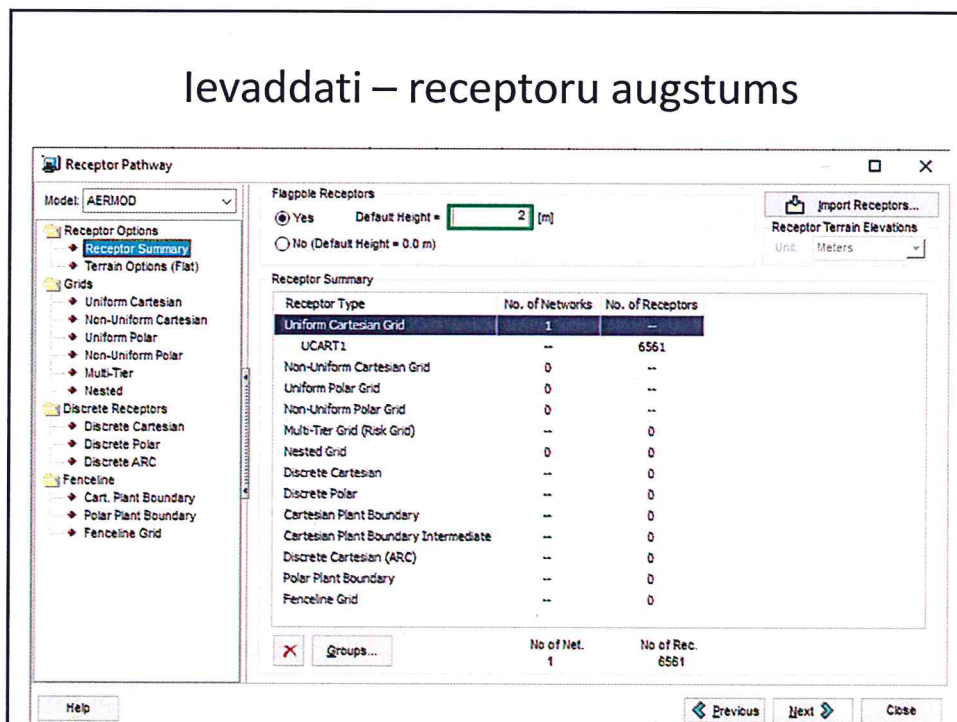 Ievaddati – receptoru augstums
Receptor Pathway
Model: AERMOD
Receptor Options
Receptor Summary
Terrain Options (Flat)
Grids
Uniform Cartesian
Non-Uniform Cartesian
Uniform Polar
Non-Uniform Polar
Multi-Tier
Nested
Discrete Receptors
Discrete Cartesian
Discrete Polar
Discrete ARC
Fenceline
Cart. Plant Boundary
Polar Plant Boundary
Fenceline Grid
Flagpole Receptors
Yes Default Height = 2 [m]
No (Default Height = 0.0 m)
Import Receptors...
Receptor Terrain Elevations
Unit: Meters
Receptor Summary
Receptor Type No. of Networks No. of Receptors
Uniform Cartesian Grid 1 --
UCART1 -- 6561
Non-Uniform Cartesian Grid 0 --
Uniform Polar Grid 0 --
Non-Uniform Polar Grid 0 --
Multi-Tier Grid (Risk Grid) -- 0
Nested Grid 0 0
Discrete Cartesian -- 0
Discrete Polar -- 0
Cartesian Plant Boundary -- 0
Cartesian Plant Boundary Intermediate -- 0
Discrete Cartesian (ARC) -- 0
Polar Plant Boundary -- 0
Fenceline Grid -- 0
Groups...
No of Net. No of Rec.
1 6561
Help
Previous Next Close